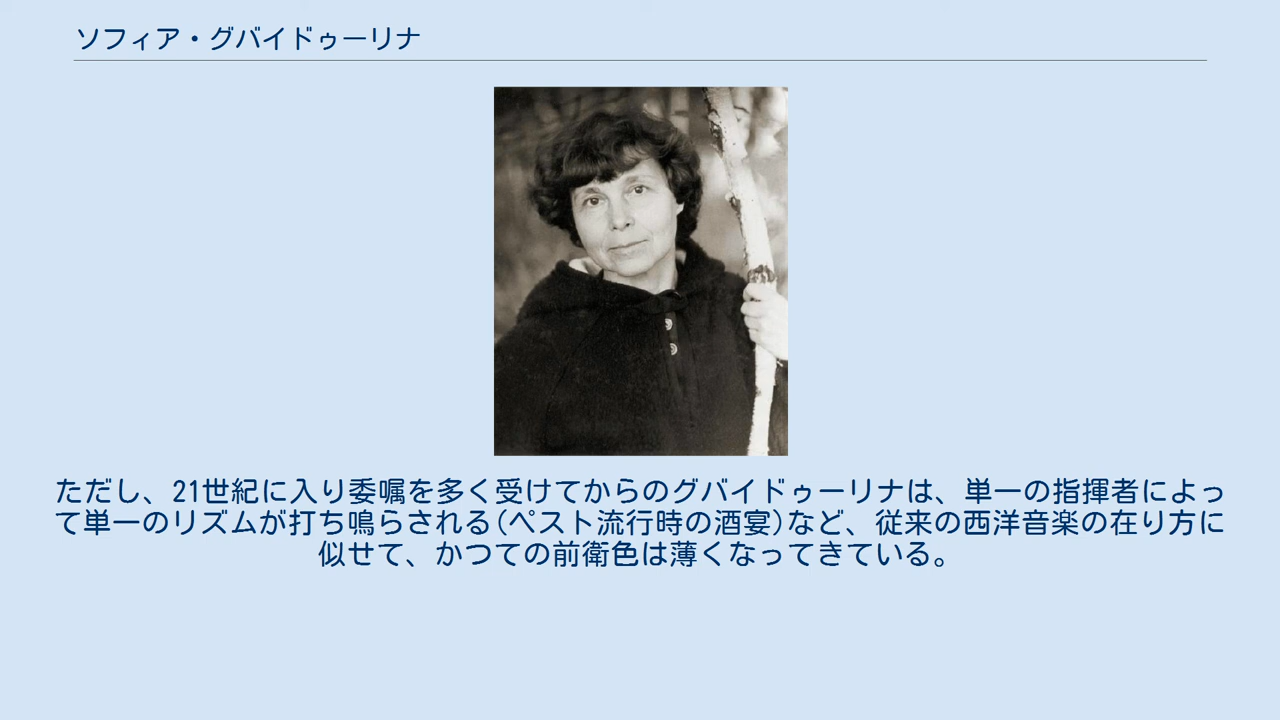 ソフィア・グバイドゥーリナ
ただし、21世紀に入り委嘱を多く受けてからのグバイドゥーリナは、単一の指揮者によっ
て単一のリズムが打ち鳴らされる(ペスト流行時の酒宴)など、従来の西洋音楽の在り方に
似せて、かつての前衛色は薄くなってきている。